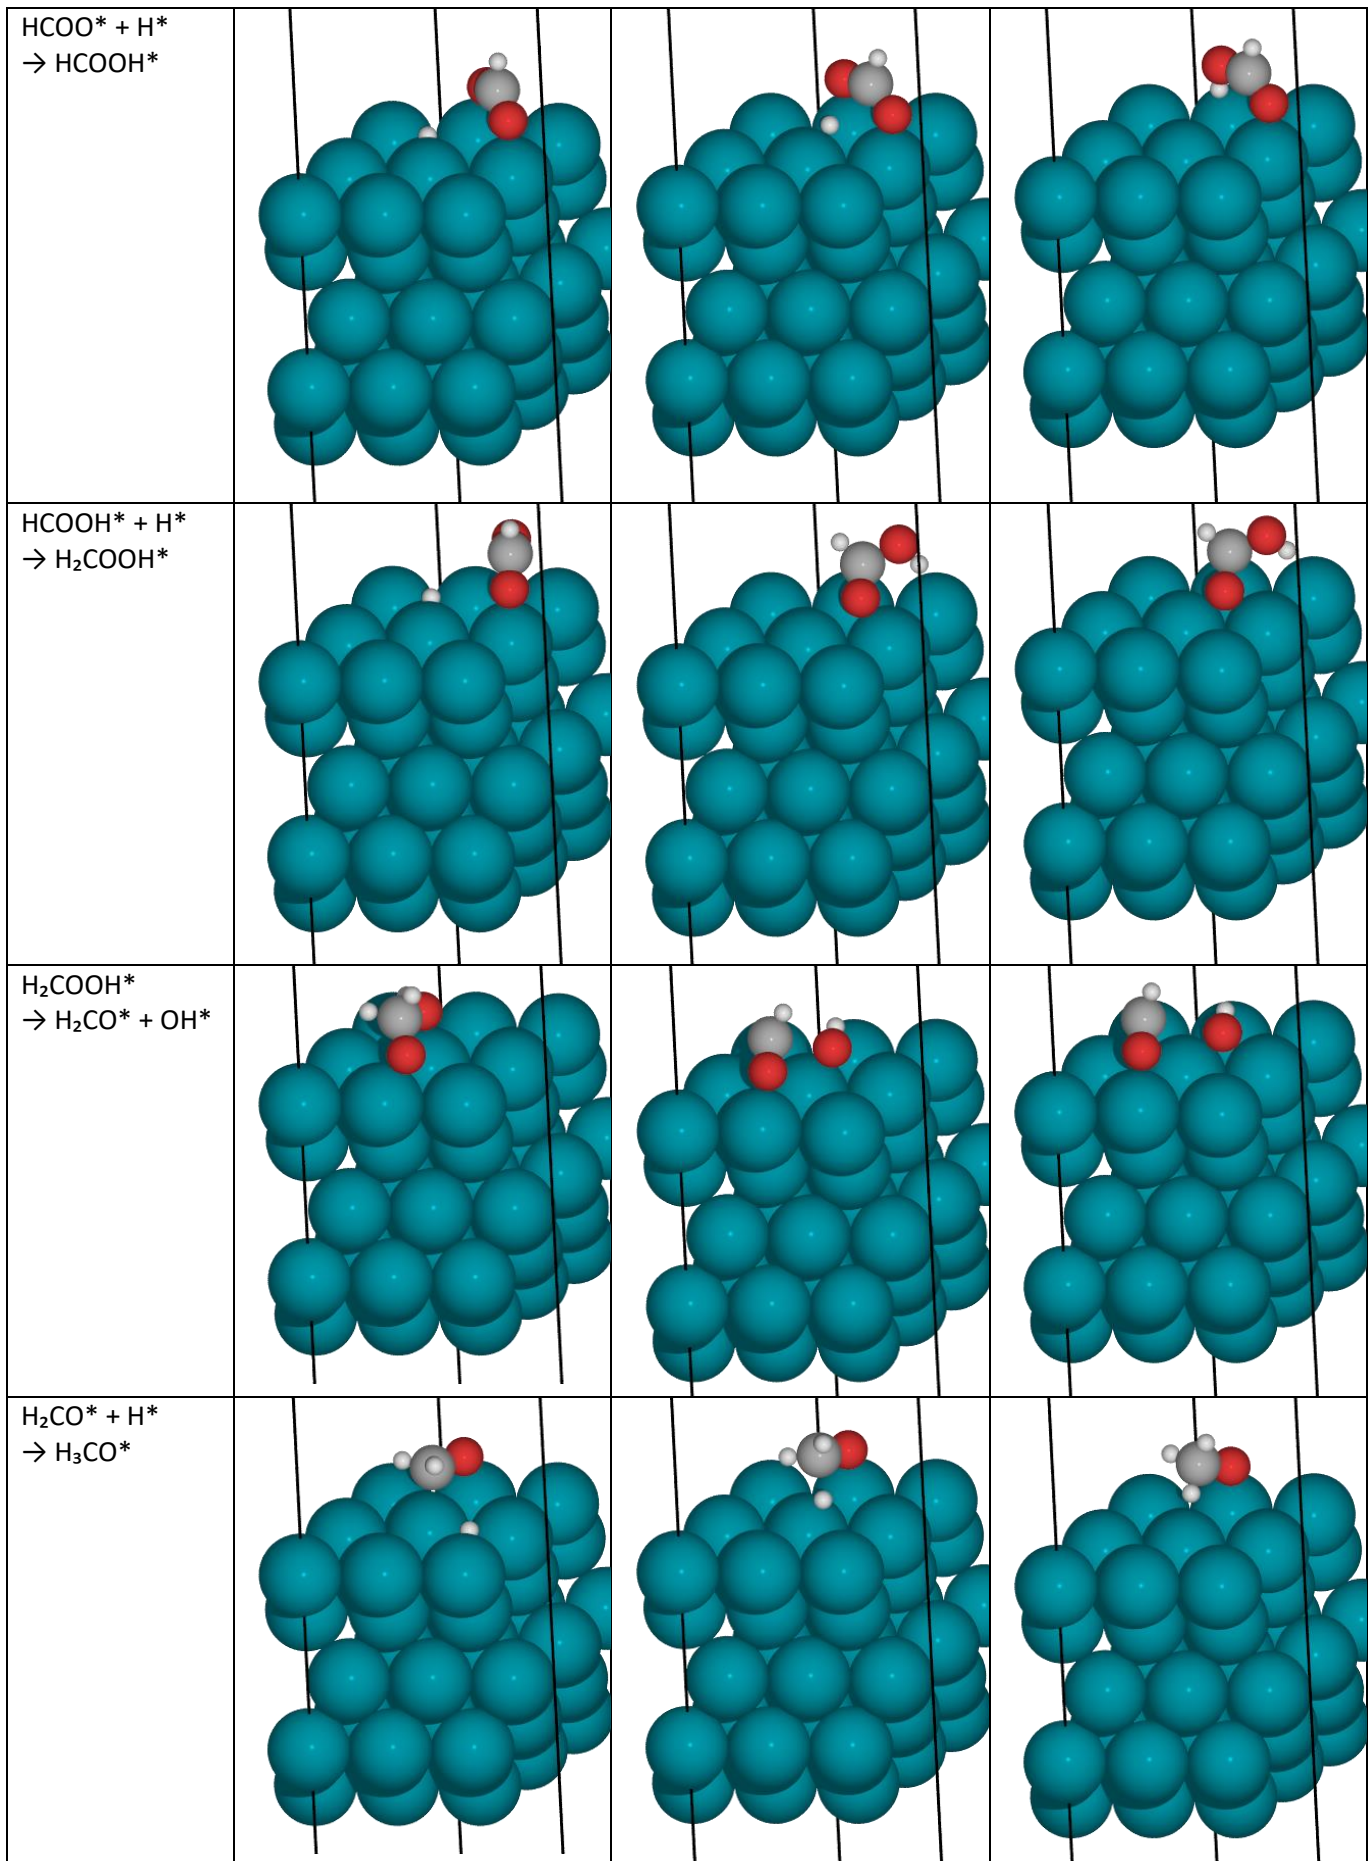 HCOO* + H*
→ HCOOH*
HCOOH* + H*
→ H₂COOH*
H₂COOH*
→ H₂CO* + OH*
H₂CO* + H*
→ H₃CO*